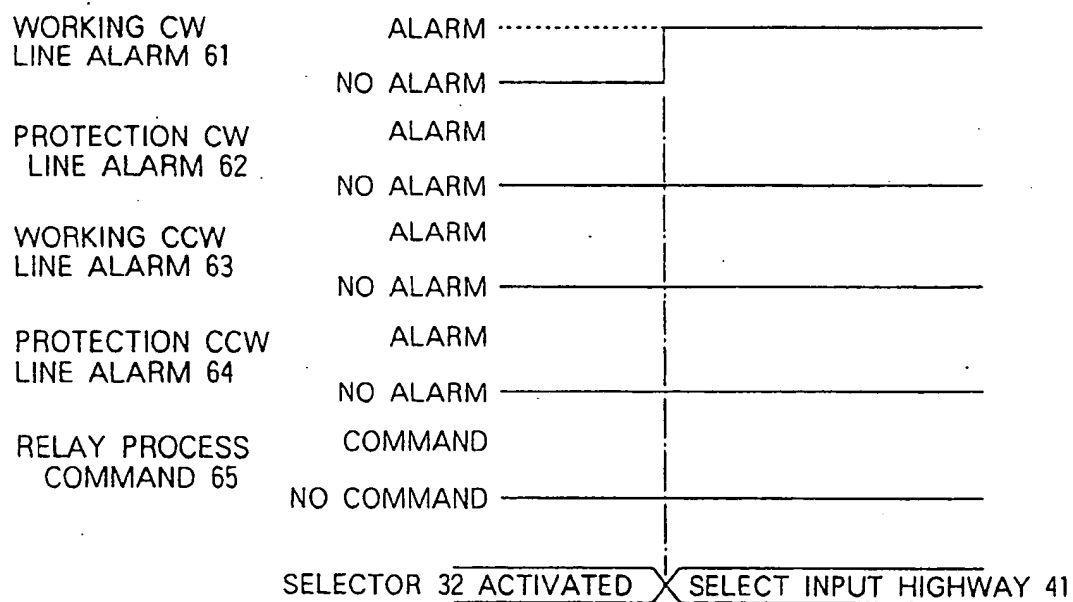 WORKING CW
LINE ALARM 61
ALARM
NO ALARM
PROTECTION CW
LINE ALARM 62
ALARM
NO ALARM
WORKING CCW
LINE ALARM 63
ALARM
NO ALARM
PROTECTION CCW
LINE ALARM 64
ALARM
NO ALARM
RELAY PROCESS
COMMAND 65
COMMAND
NO COMMAND
SELECTOR 32 ACTIVATED SELECT INPUT HIGHWAY 41